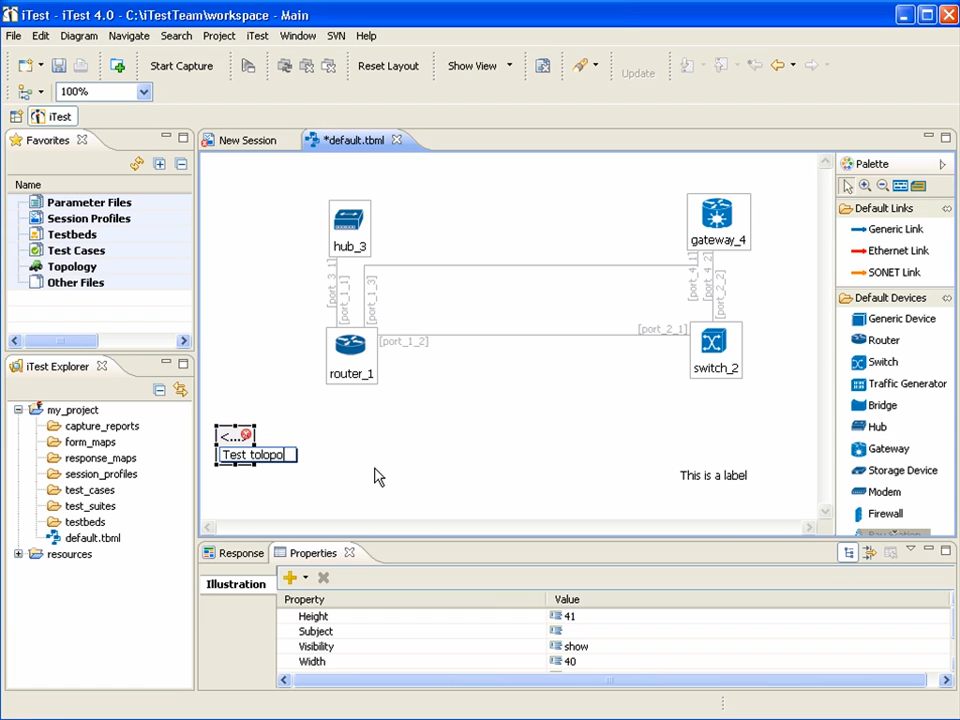 iTest - iTest 4.0 - C:\iTestTeam\workspace - Main
File Edit Diagram Navigate Search Project iTest Window SVN Help
Start Capture Reset Layout Show View Update
100%
iTest
Favorites
Name
Parameter Files
Session Profiles
Testbeds
Test Cases
Topology
Other Files
iTest Explorer
my_project
capture_reports
form_maps
response_maps
session_profiles
test_cases
test_suites
testbeds
default.tbml
resources
New Session *default.tbml
hub_3
gateway_4
[port_3_1]
[port_1_1]
[port_1_3]
[port_4_1]
[port_4_2]
[port_2_2]
[port_1_2]
[port_2_1]
router_1
switch_2
<...>
Test tolopo
This is a label
Palette
Default Links
Generic Link
Ethernet Link
SONET Link
Default Devices
Generic Device
Router
Switch
Traffic Generator
Bridge
Hub
Gateway
Storage Device
Modem
Firewall
Response Properties
Illustration
Property Value
Height 41
Subject
Visibility show
Width 40